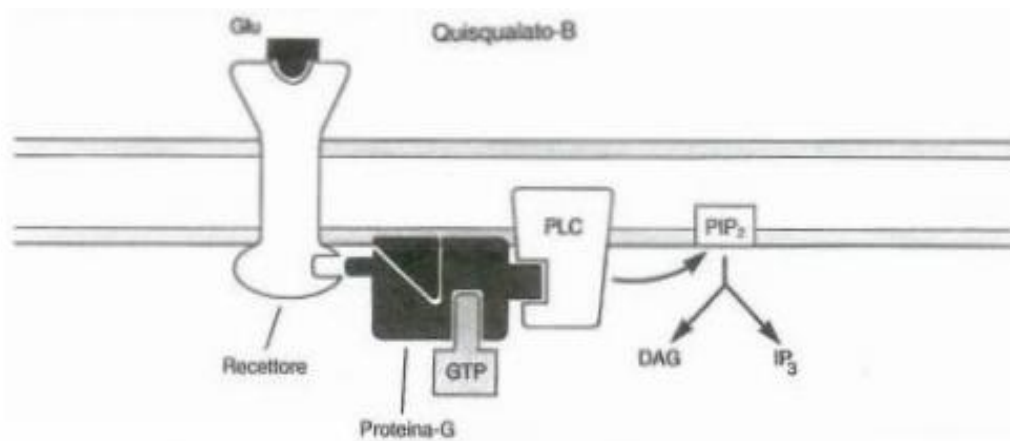 Glu
Quisqualato-B
PLC
PIP₂
Recettore
GTP
DAG
IP₃
Proteina-G